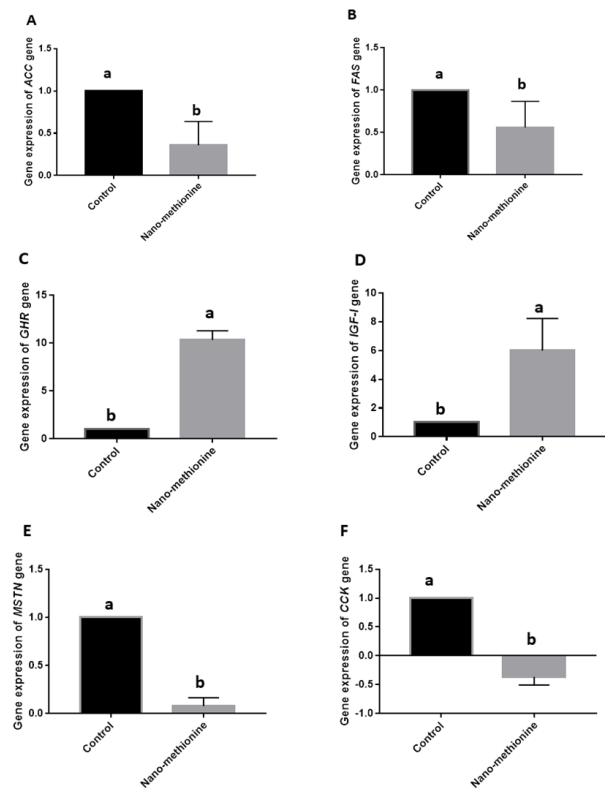 A
Gene expression of ACC gene
1.5
1.0
0.5
0.0
a
b
Control
Nano-methionine
B
Gene expression of FAS gene
1.5
1.0
0.5
0.0
a
b
Control
Nano-methionine
C
Gene expression of GHR gene
15
10
5
0
b
a
Control
Nano-methionine
D
Gene expression of IGF-I gene
10
8
6
4
2
0
b
a
Control
Nano-methionine
E
Gene expression of MSTN gene
1.5
1.0
0.5
0.0
a
b
Control
Nano-methionine
F
Gene expression of CCK gene
1.5
1.0
0.5
0.0
-0.5
-1.0
a
b
Control
Nano-methionine